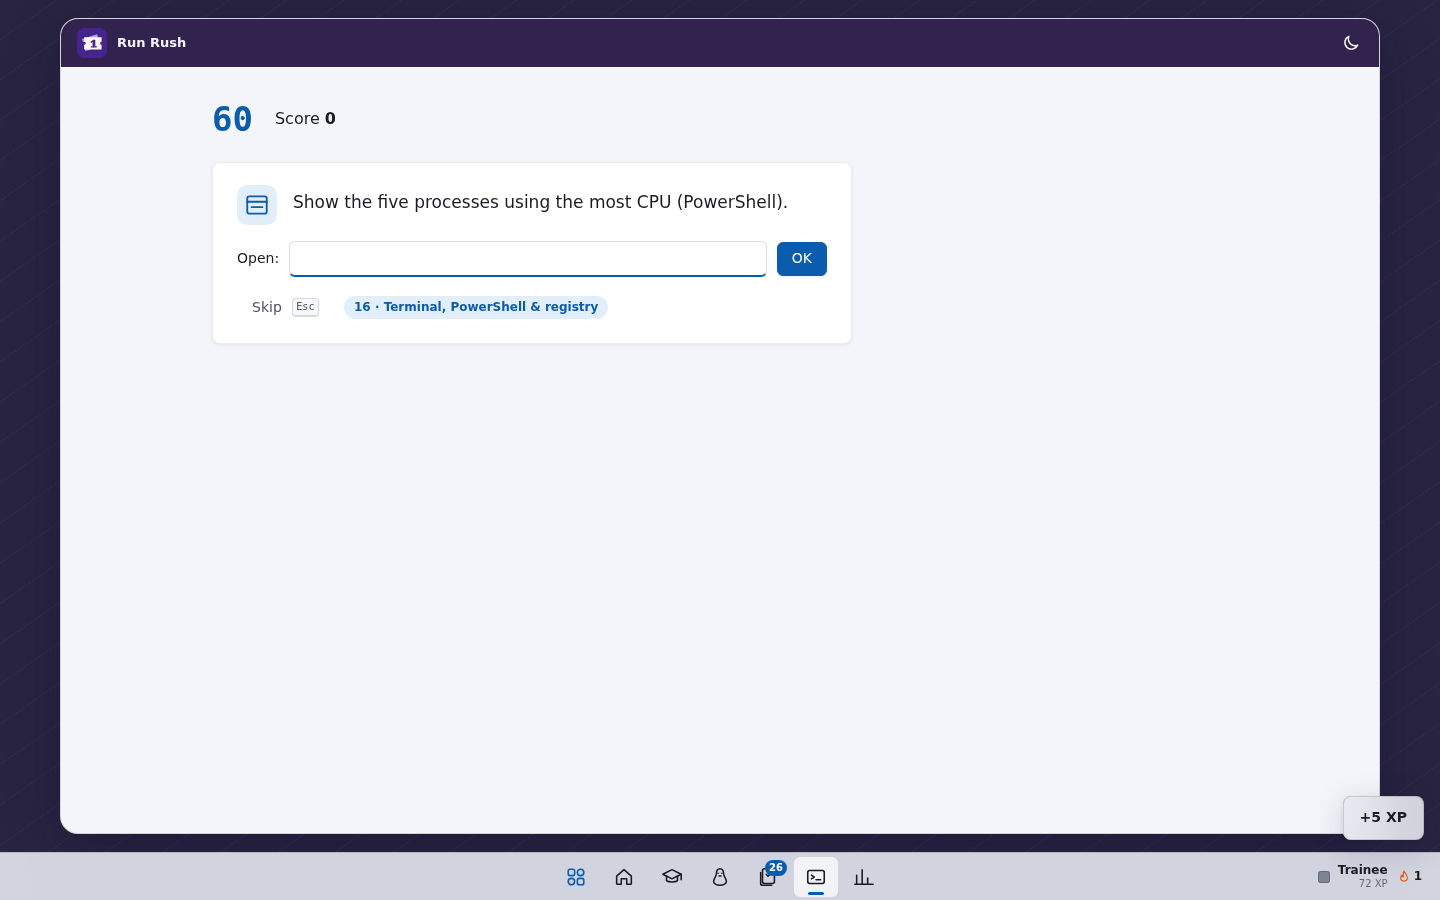 1
Run Rush
60
Score 0
Show the five processes using the most CPU (PowerShell).
Open:
OK
Skip Esc
16 · Terminal, PowerShell & registry
+5 XP
26
Trainee
72 XP
1